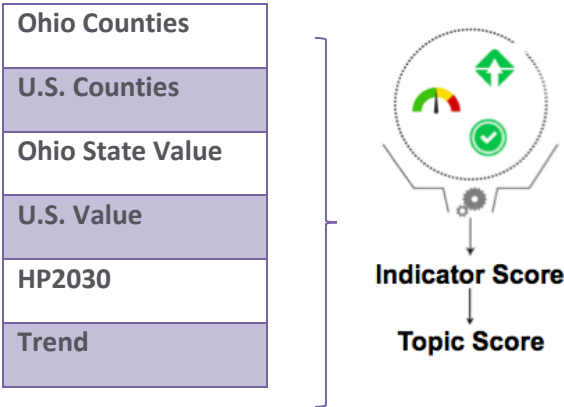 Ohio Counties
U.S. Counties
Ohio State Value
U.S. Value
HP2030
Trend
Indicator Score
Topic Score